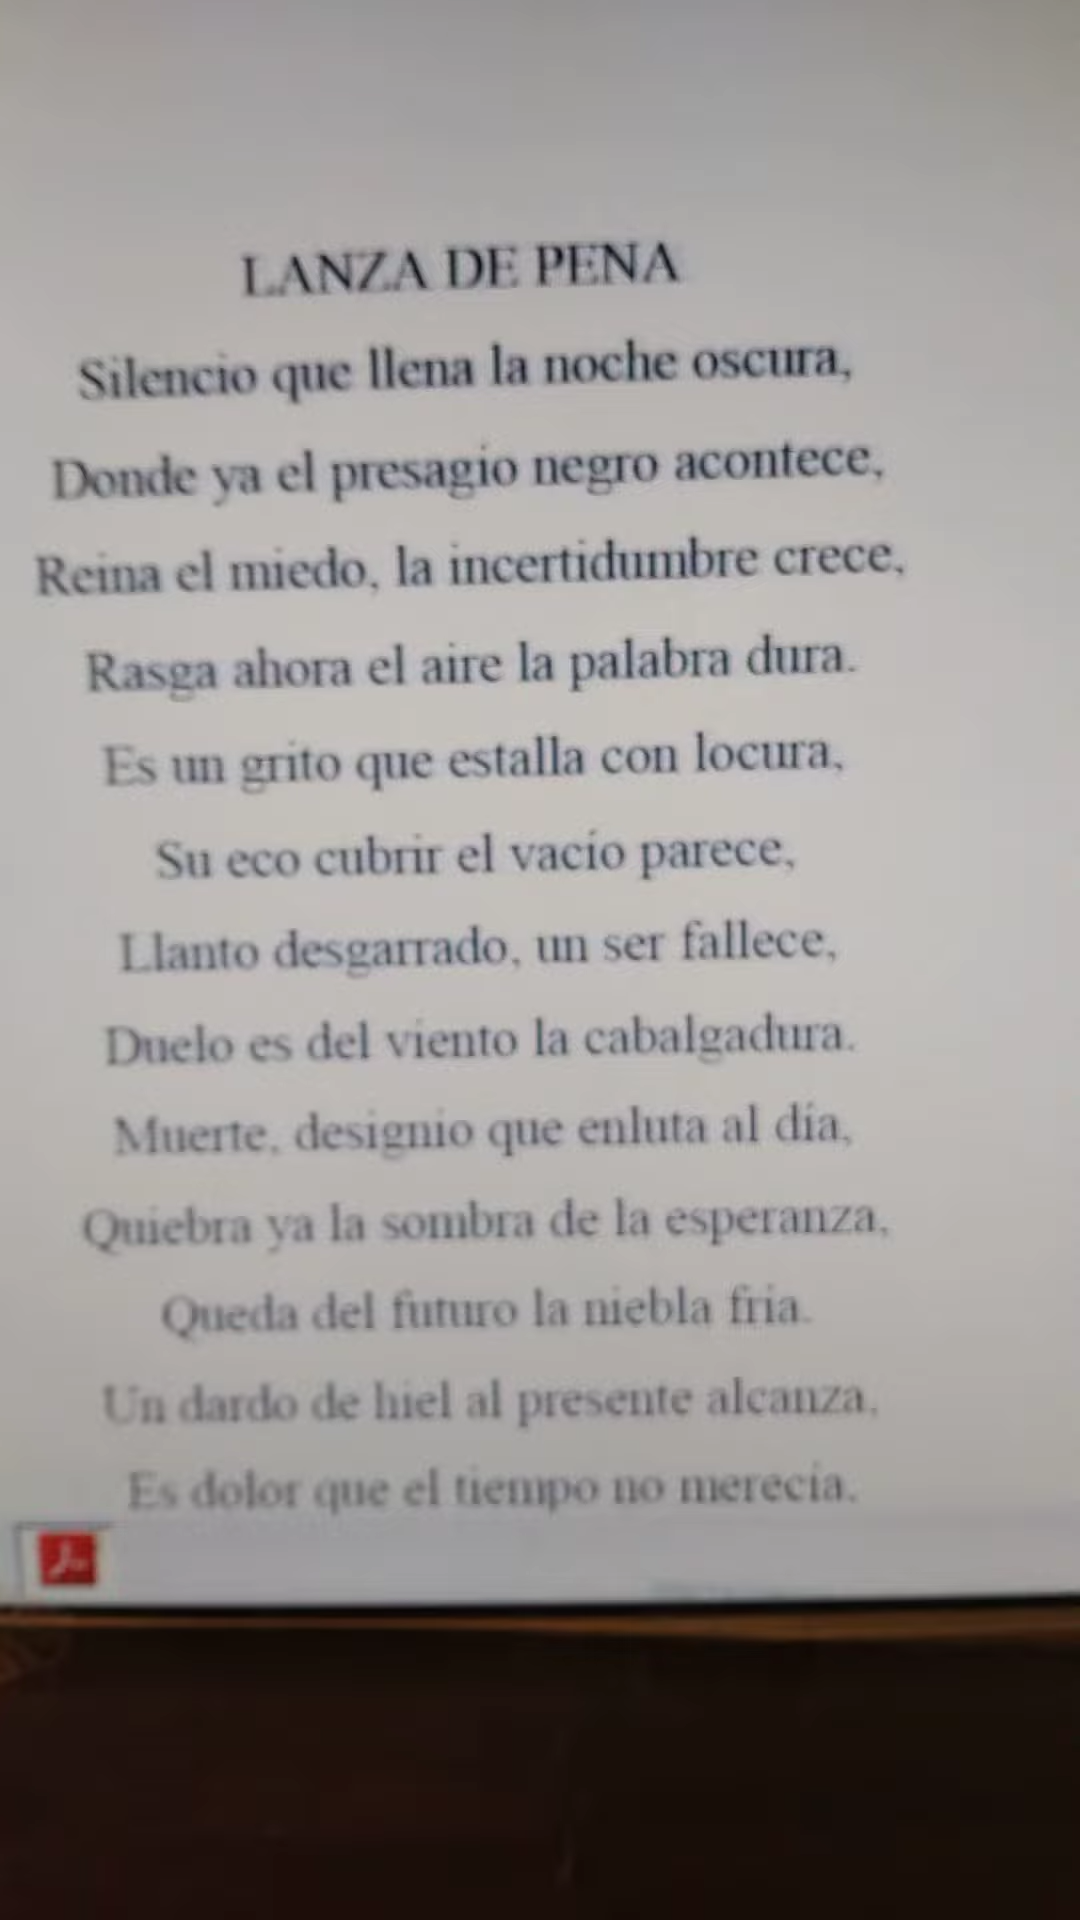 LANZA DE PENA
Silencio que llena la noche oscura,
Donde ya el presagio negro acontece,
Reina el miedo, la incertidumbre crece,
Rasga ahora el aire la palabra dura.
Es un grito que estalla con locura,
Su eco cubrir el vacío parece,
Llanto desgarrado, un ser fallece,
Duelo es del viento la cabalgadura.
Muerte, designio que enluta al día,
Quiebra ya la sombra de la esperanza,
Queda del futuro la niebla fría.
Un dardo de hiel al presente alcanza,
Es dolor que el tiempo no merecía.